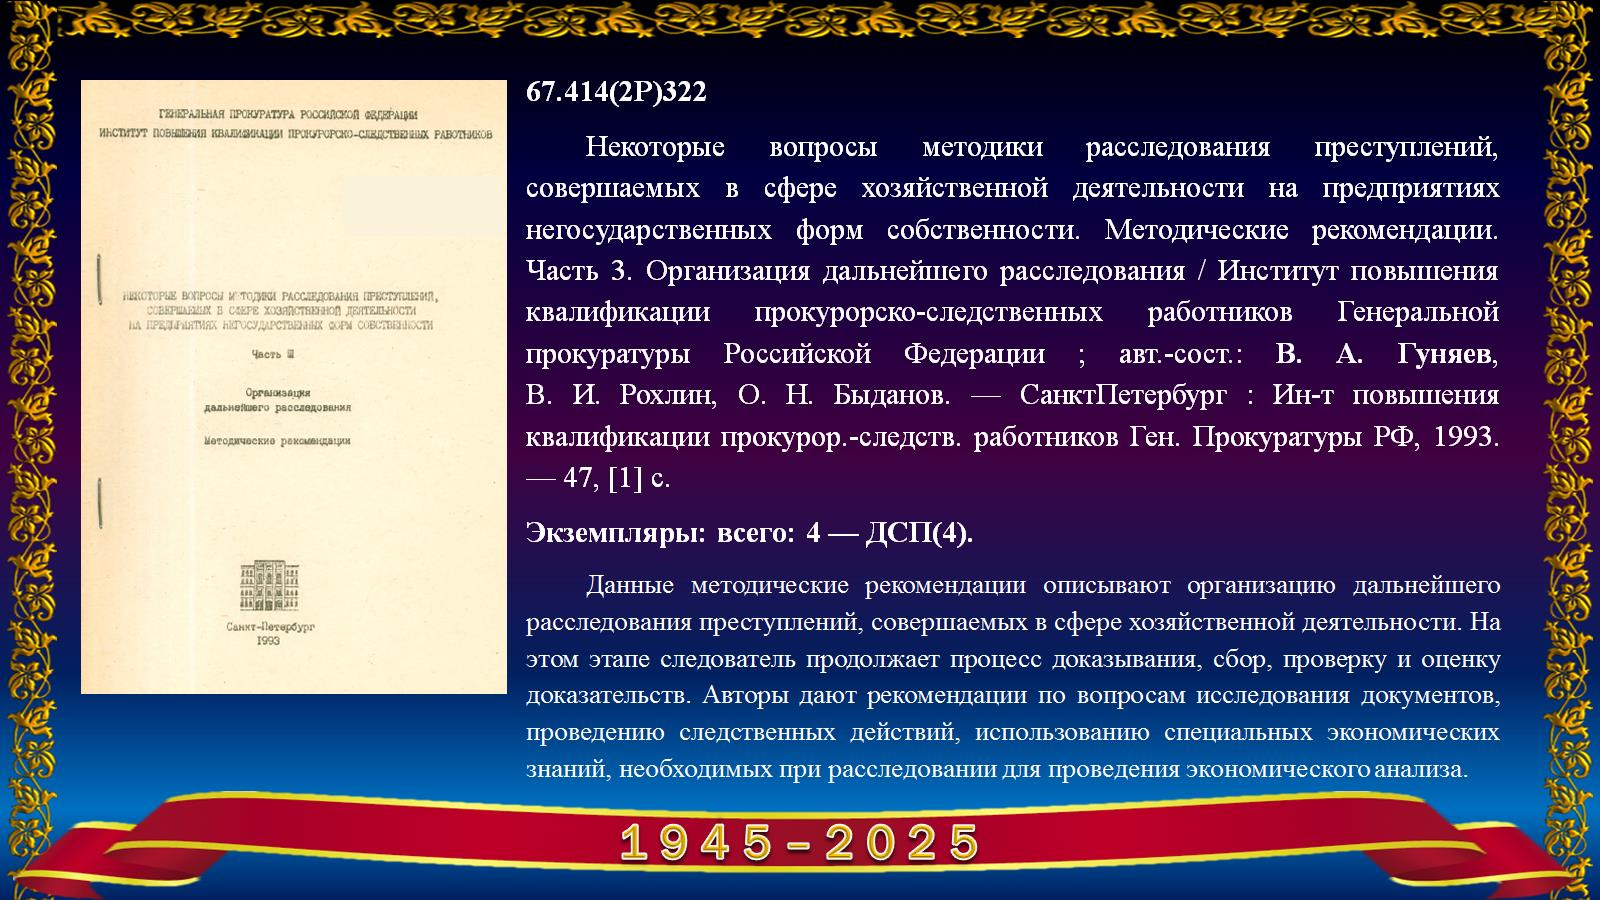 ГЕНЕРАЛЬНАЯ ПРОКУРАТУРА РОССИЙСКОЙ ФЕДЕРАЦИИ
ИНСТИТУТ ПОВЫШЕНИЯ КВАЛИФИКАЦИИ ПРОКУРОРСКО-СЛЕДСТВЕННЫХ РАБОТНИКОВ
НЕКОТОРЫЕ ВОПРОСЫ МЕТОДИКИ РАССЛЕДОВАНИЯ ПРЕСТУПЛЕНИЙ,
СОВЕРШАЕМЫХ В СФЕРЕ ХОЗЯЙСТВЕННОЙ ДЕЯТЕЛЬНОСТИ
НА ПРЕДПРИЯТИЯХ НЕГОСУДАРСТВЕННЫХ ФОРМ СОБСТВЕННОСТИ
Часть Ш
Организация
дальнейшего расследования
Методические рекомендации
Санкт-Петербург
1993
67.414(2Р)322
Некоторые вопросы методики расследования преступлений,
совершаемых в сфере хозяйственной деятельности на предприятиях
негосударственных форм собственности. Методические рекомендации.
Часть 3. Организация дальнейшего расследования / Институт повышения
квалификации прокурорско-следственных работников Генеральной
прокуратуры Российской Федерации ; авт.-сост.: В. А. Гуняев,
В. И. Рохлин, О. Н. Быданов. — СанктПетербург : Ин-т повышения
квалификации прокурор.-следств. работников Ген. Прокуратуры РФ, 1993.
— 47, [1] с.
Экземпляры: всего: 4 — ДСП(4).
Данные методические рекомендации описывают организацию дальнейшего
расследования преступлений, совершаемых в сфере хозяйственной деятельности. На
этом этапе следователь продолжает процесс доказывания, сбор, проверку и оценку
доказательств. Авторы дают рекомендации по вопросам исследования документов,
проведению следственных действий, использованию специальных экономических
знаний, необходимых при расследовании для проведения экономического анализа.
1945–2025